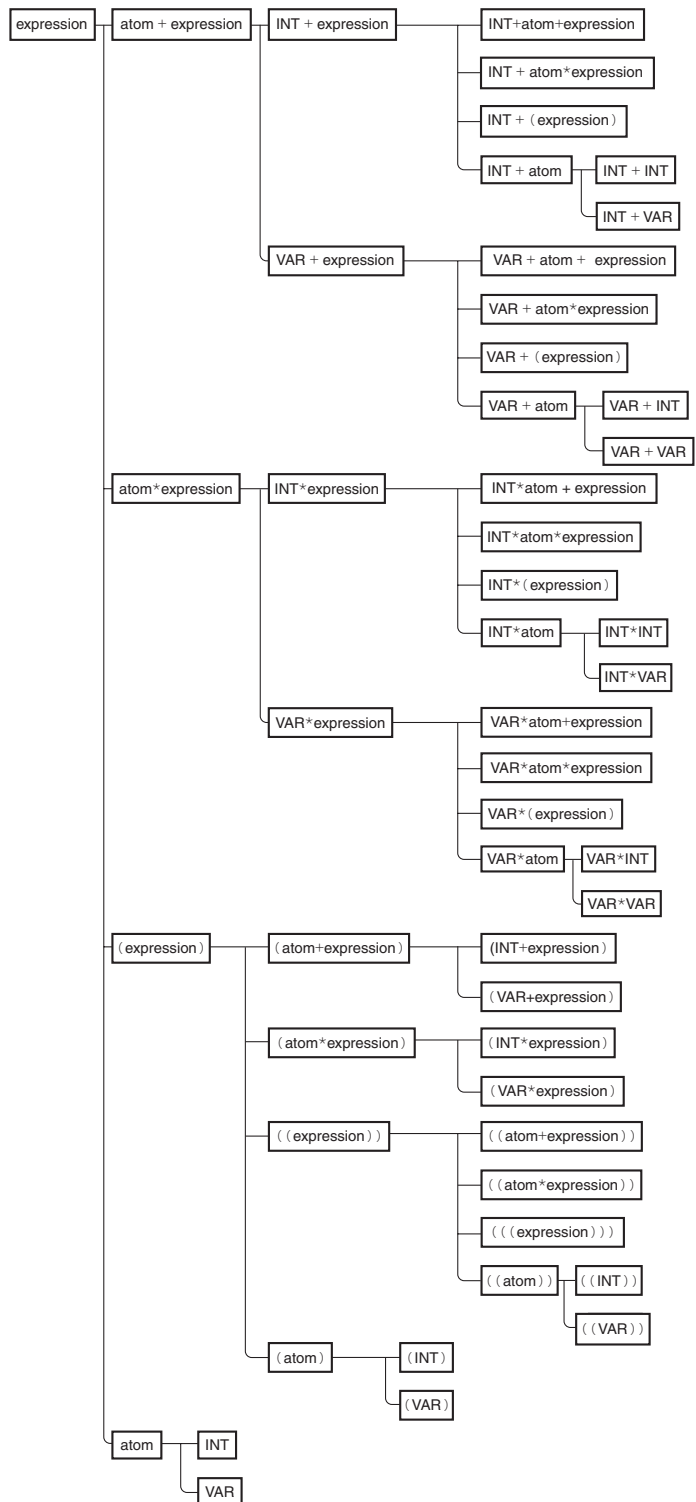 expression
atom + expression
INT + expression
INT+atom+expression
INT + atom*expression
INT + (expression)
INT + atom
INT + INT
INT + VAR
VAR + expression
VAR + atom + expression
VAR + atom*expression
VAR + (expression)
VAR + atom
VAR + INT
VAR + VAR
atom*expression
INT*expression
INT*atom + expression
INT*atom*expression
INT*(expression)
INT*atom
INT*INT
INT*VAR
VAR*expression
VAR*atom+expression
VAR*atom*expression
VAR*(expression)
VAR*atom
VAR*INT
VAR*VAR
(expression)
(atom+expression)
(INT+expression)
(VAR+expression)
(atom*expression)
(INT*expression)
(VAR*expression)
((expression))
((atom+expression))
((atom*expression))
(((expression)))
((atom))
((INT))
((VAR))
(atom)
(INT)
(VAR)
atom
INT
VAR